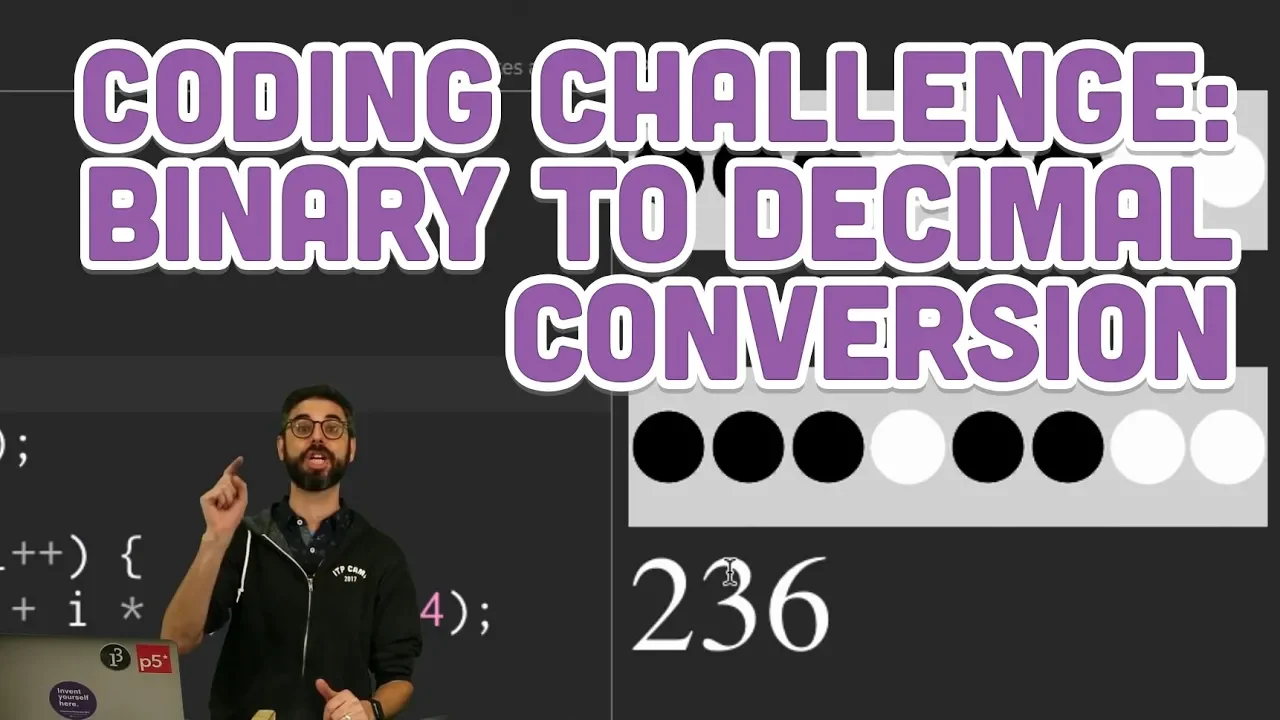 CODING CHALLENGE:
BINARY TO DECIMAL
CONVERSION
);
++) {
+ i *
4);
236
ITP CAMP
2017
p5*
Invent
yourself
here.